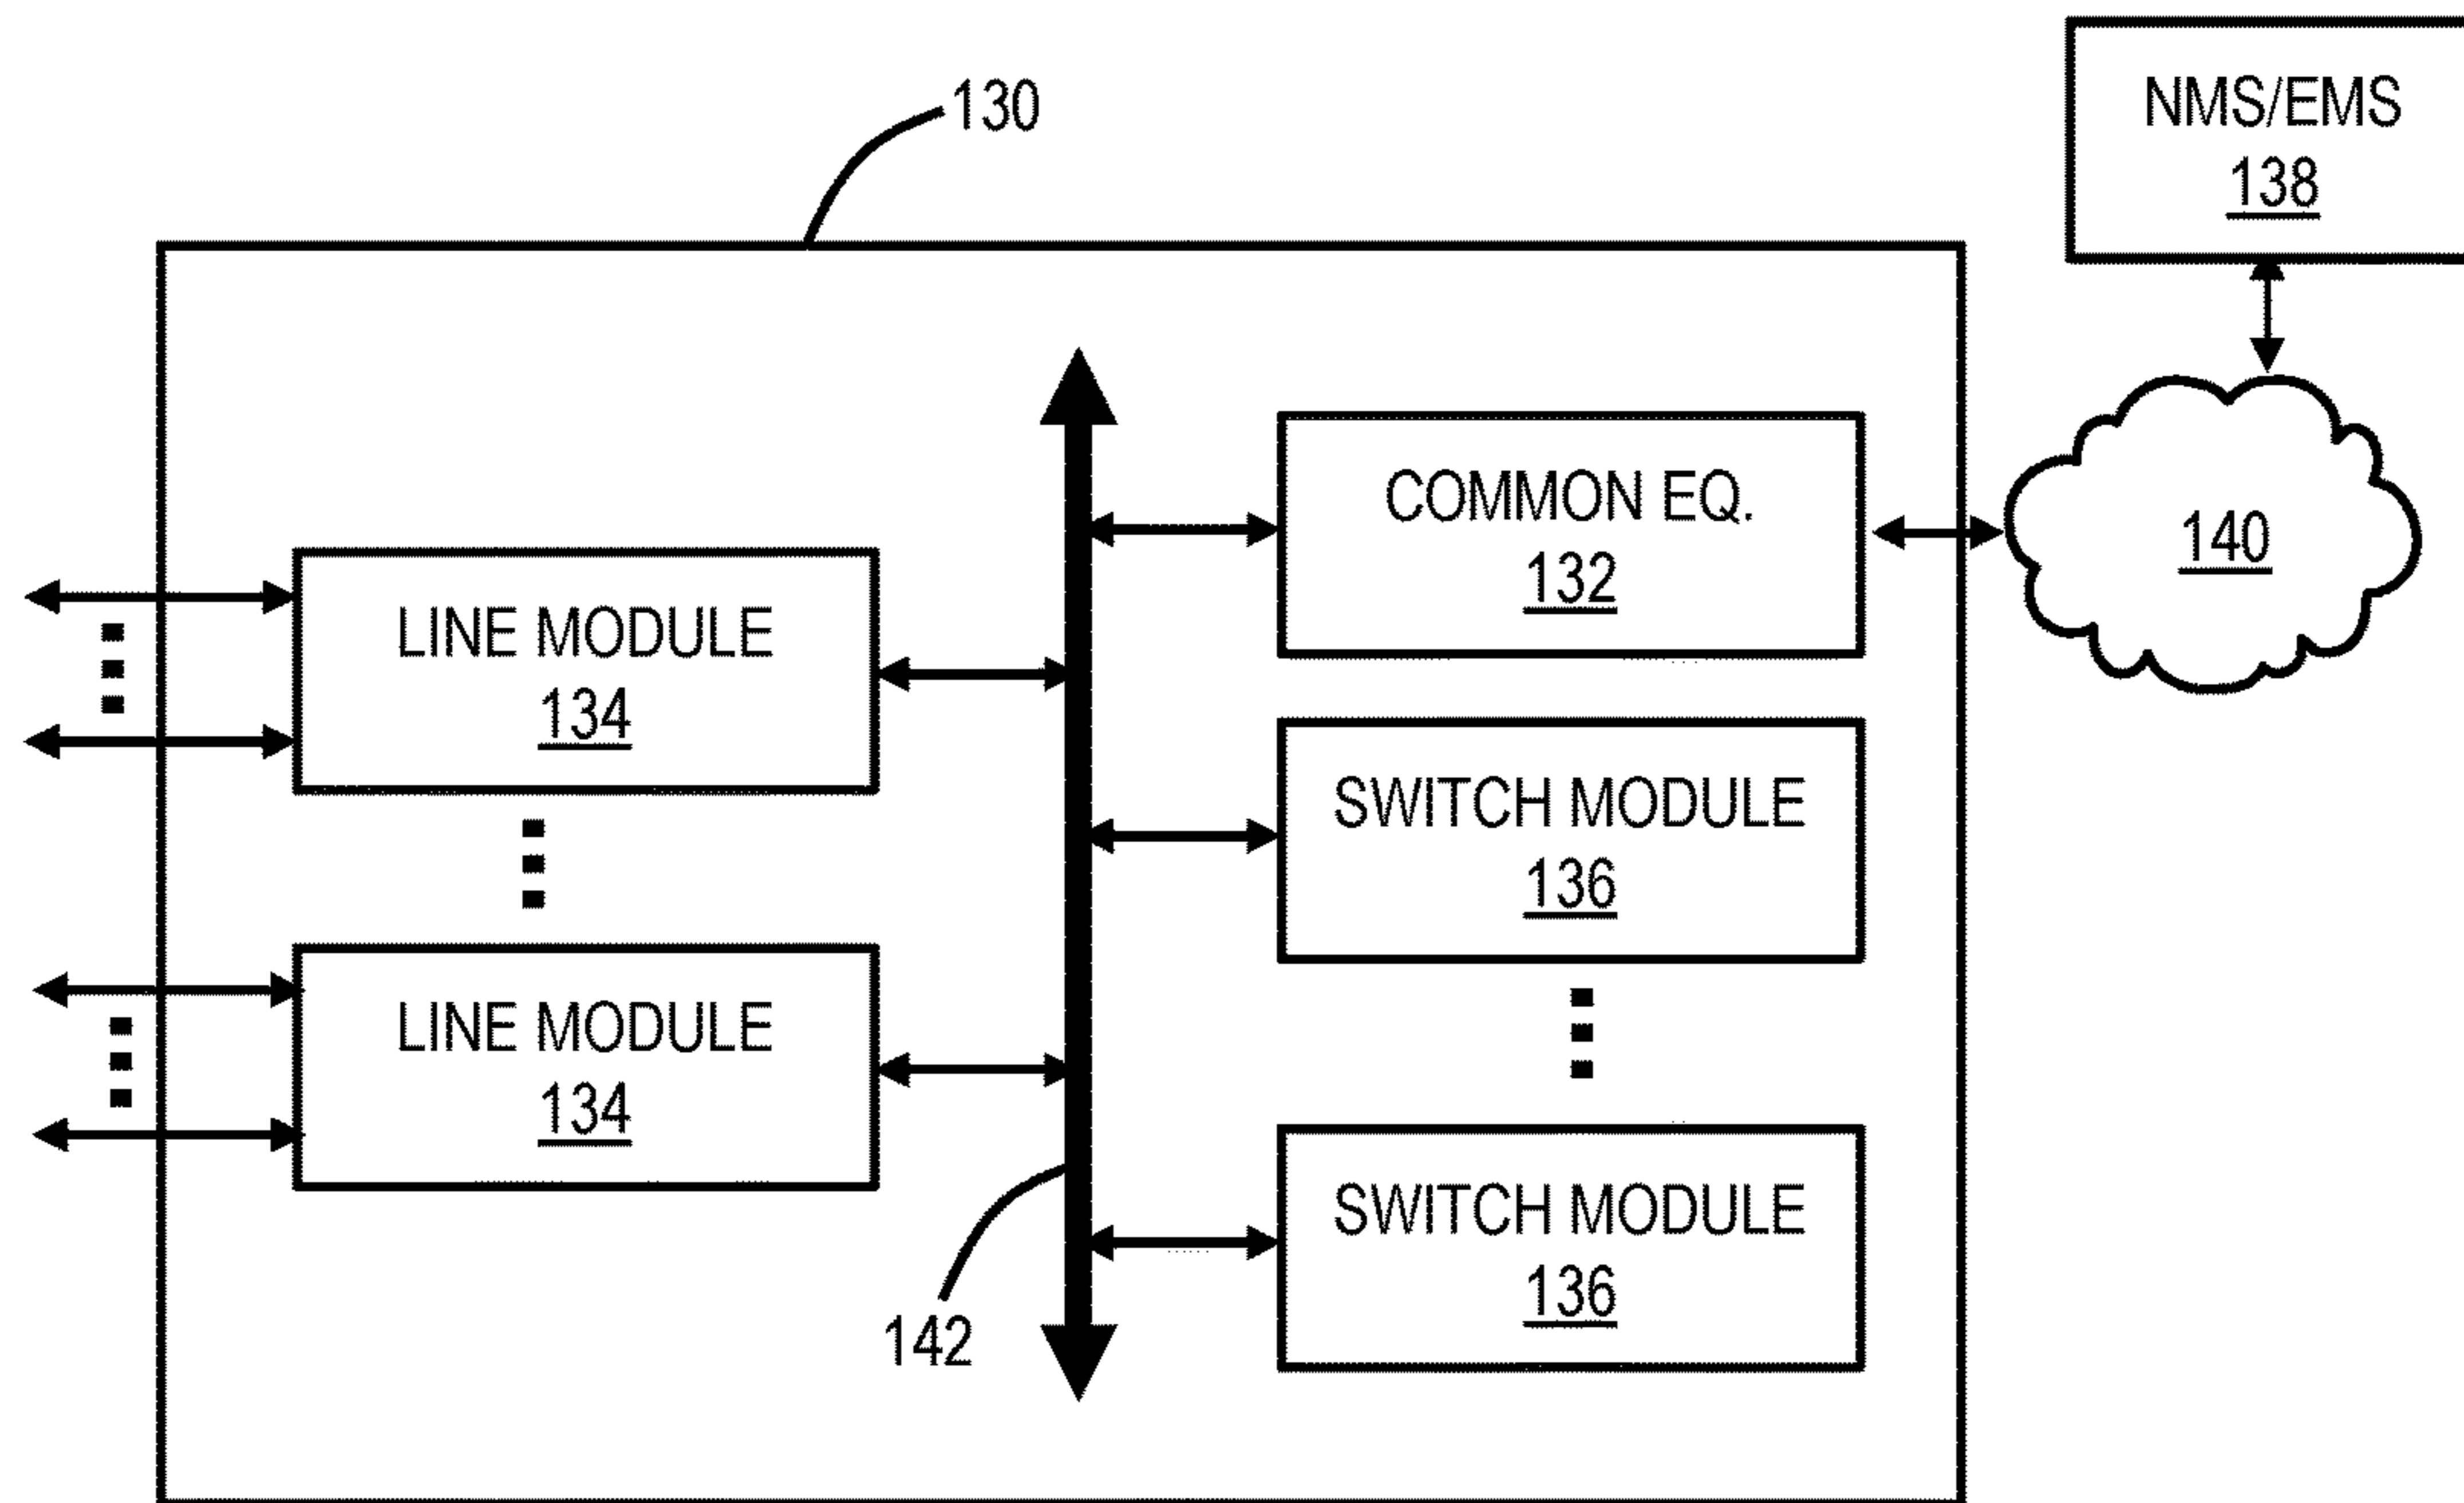 130
NMS/EMS
138
COMMON EQ.
132
140
LINE MODULE
134
SWITCH MODULE
136
LINE MODULE
134
SWITCH MODULE
136
142